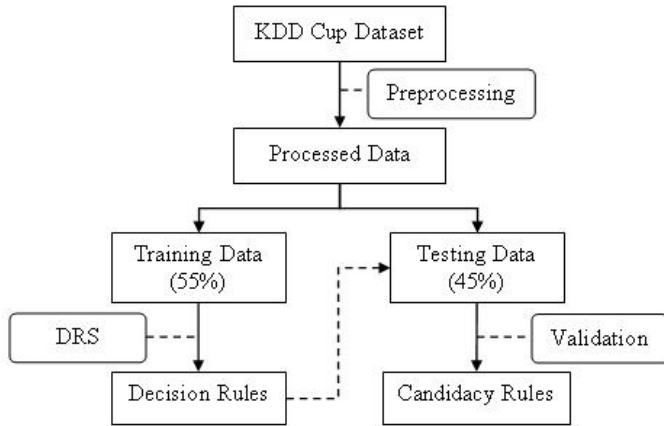 KDD Cup Dataset
Preprocessing
Processed Data
Training Data
(55%)
Testing Data
(45%)
DRS
Validation
Decision Rules
Candidacy Rules